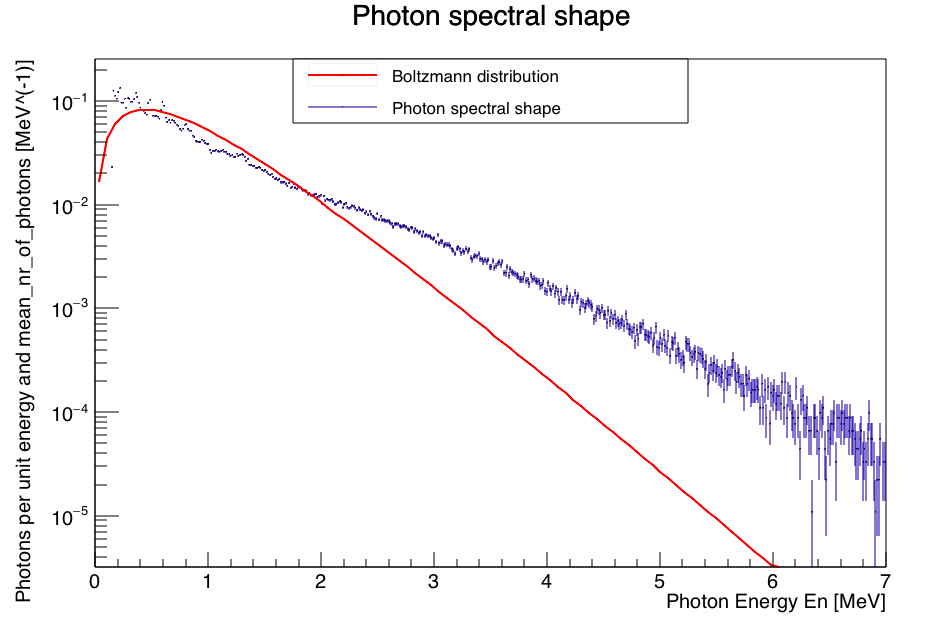 Photon spectral shape
Photons per unit energy and mean_nr_of_photons [MeV^(-1)]
Boltzmann distribution
Photon spectral shape
10−1
10−2
10−3
10−4
10−5
0 1 2 3 4 5 6 7
Photon Energy En [MeV]